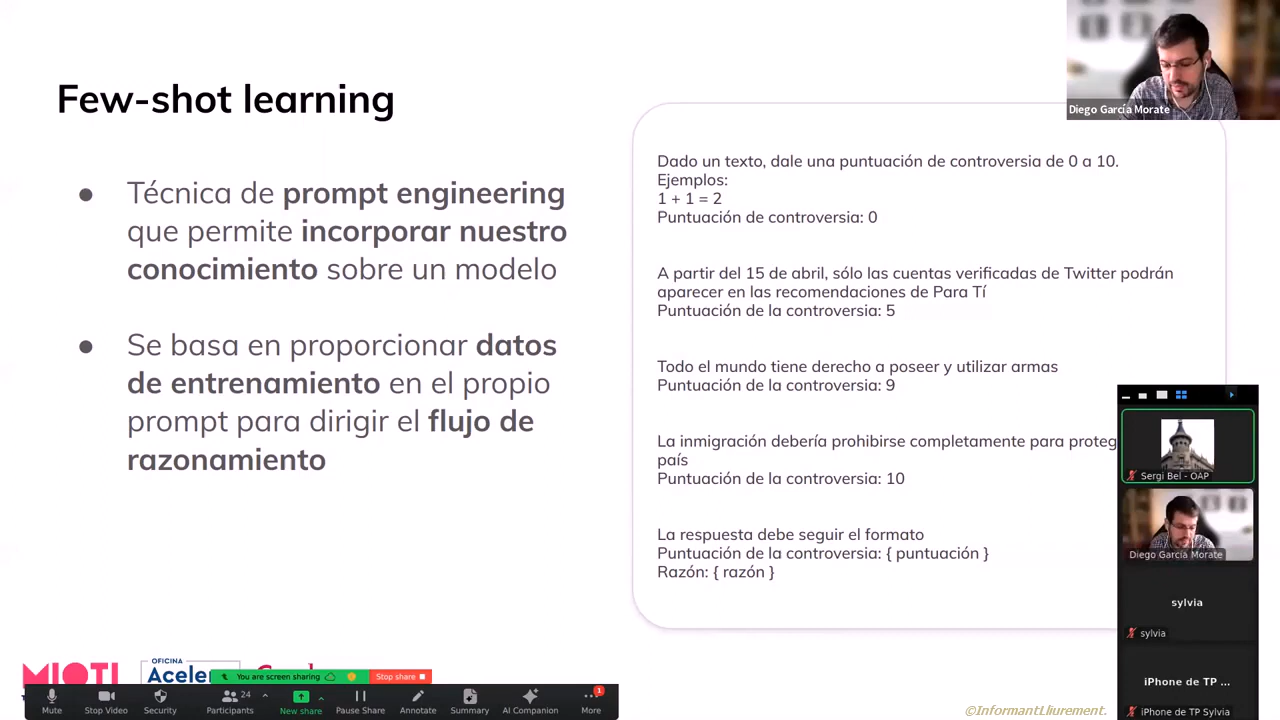 Few-shot learning
● Técnica de prompt engineering
que permite incorporar nuestro
conocimiento sobre un modelo
● Se basa en proporcionar datos
de entrenamiento en el propio
prompt para dirigir el flujo de
razonamiento
Dado un texto, dale una puntuación de controversia de 0 a 10.
Ejemplos:
1 + 1 = 2
Puntuación de controversia: 0
A partir del 15 de abril, sólo las cuentas verificadas de Twitter podrán
aparecer en las recomendaciones de Para Tí
Puntuación de la controversia: 5
Todo el mundo tiene derecho a poseer y utilizar armas
Puntuación de la controversia: 9
La inmigración debería prohibirse completamente para proteg
país
Puntuación de la controversia: 10
La respuesta debe seguir el formato
Puntuación de la controversia: { puntuación }
Razón: { razón }
Diego García Morate
Sergi Bel - OAP
Diego García Morate
sylvia
sylvia
iPhone de TP ...
iPhone de TP Sylvia
MIOTI
OFICINA
Aceler
You are screen sharing
Stop share
Mute
Stop Video
Security
24
Participants
New share
Pause Share
Annotate
Summary
AI Companion
1
More
©InformantLliurement.